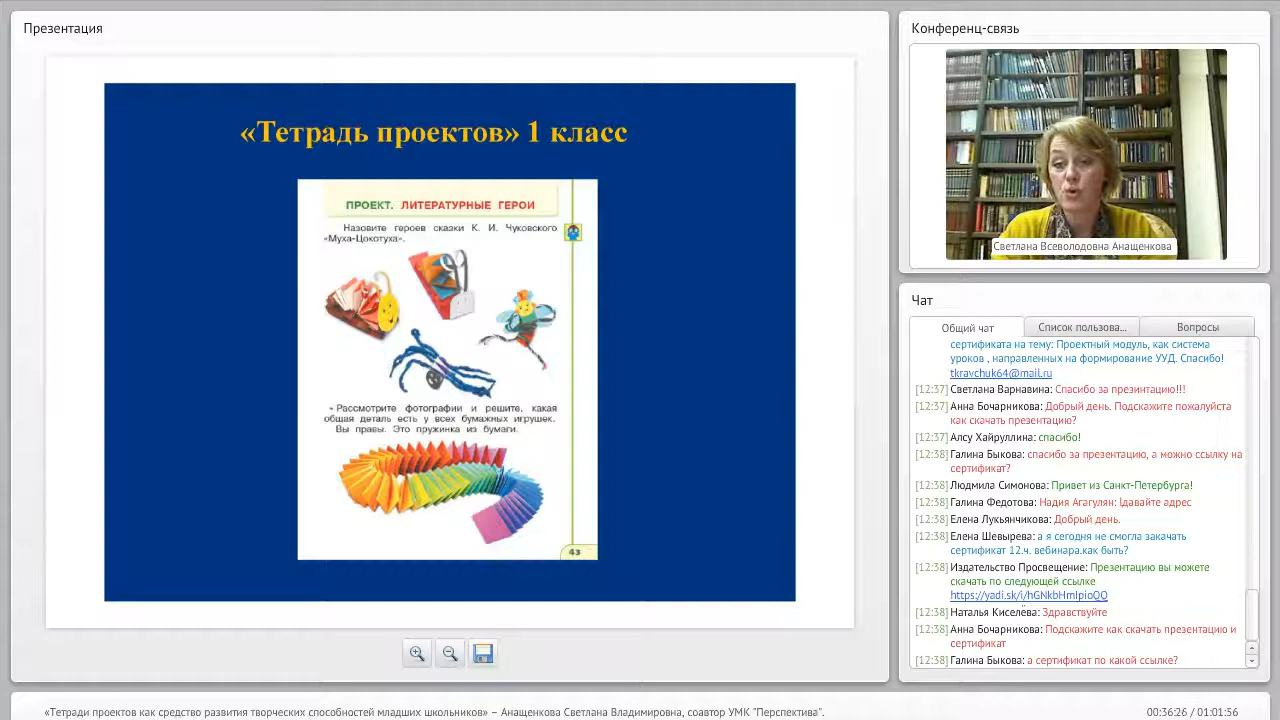 Презентация
«Тетрадь проектов» 1 класс
ПРОЕКТ. ЛИТЕРАТУРНЫЕ ГЕРОИ
Назовите героев сказки К. И. Чуковского
«Муха-Цокотуха».
• Рассмотрите фотографии и решите, какая
общая деталь есть у всех бумажных игрушек.
Вы правы. Это пружинка из бумаги.
43
Конференц-связь
Светлана Всеволодовна Анащенкова
Чат
Общий чат
Список пользова...
Вопросы
сертификата на тему: Проектный модуль, как система
уроков , направленных на формирование УУД. Спасибо!
tkravchuk64@mail.ru
[12:37] Светлана Варнавина: Спасибо за презинтацию!!!
[12:37] Анна Бочарникова: Добрый день. Подскажите пожалуйста
как скачать презентацию?
[12:37] Алсу Хайруллина: спасибо!
[12:38] Галина Быкова: спасибо за презентацию, а можно ссылку на
сертификат?
[12:38] Людмила Симонова: Привет из Санкт-Петербурга!
[12:38] Галина Федотова: Надия Агагулян: Iдавайте адрес
[12:38] Елена Лукьянчикова: Добрый день.
[12:38] Елена Шевырева: а я сегодня не смогла закачать
сертификат 12.ч. вебинара.как быть?
[12:38] Издательство Просвещение: Презентацию вы можете
скачать по следующей ссылке
https://yadi.sk/i/hGNkbHmIpioQQ
[12:38] Наталья Киселёва: Здравствуйте
[12:38] Анна Бочарникова: Подскажите как скачать презентацию и
сертификат
[12:38] Галина Быкова: а сертификат по какой ссылке?
«Тетради проектов как средство развития творческих способностей младших школьников» – Анащенкова Светлана Владимировна, соавтор УМК "Перспектива".
00:36:26 / 01:01:56